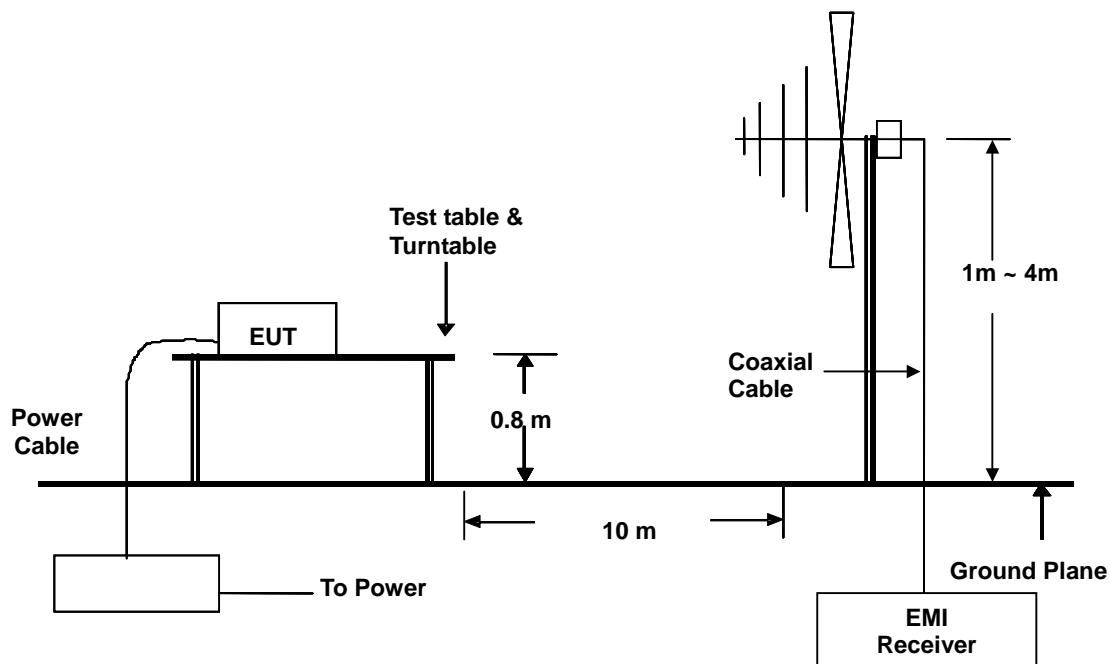 Test table &
Turntable
1m ~ 4m
EUT
Coaxial
Cable
0.8 m
Power
Cable
10 m
To Power
Ground Plane
EMI
Receiver